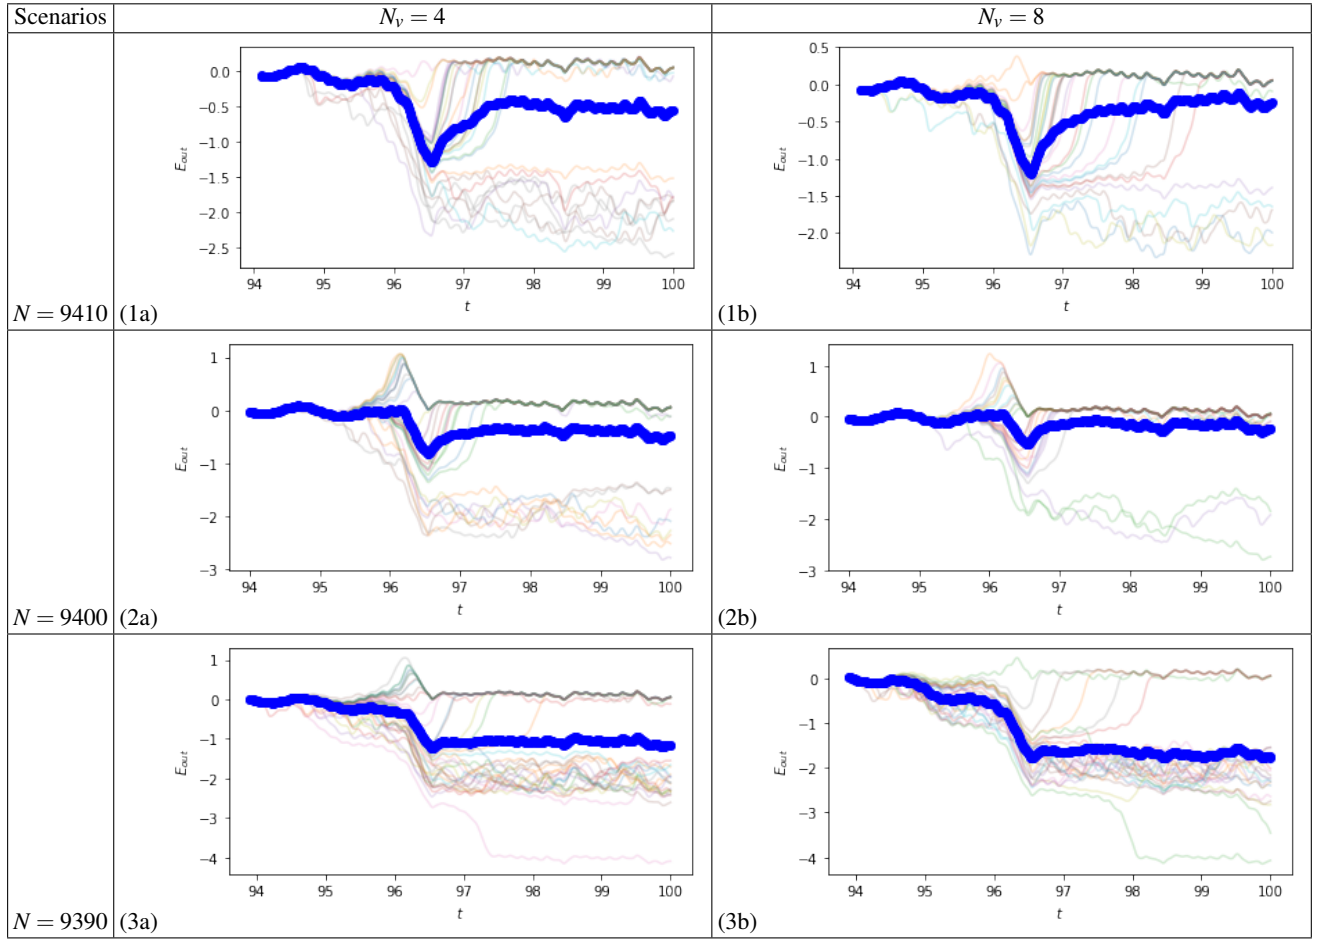 Scenarios
N_v = 4
N_v = 8
0.0
−0.5
−1.0
−1.5
−2.0
−2.5
E_out
94 95 96 97 98 99 100
t
0.5
0.0
−0.5
−1.0
−1.5
−2.0
E_out
94 95 96 97 98 99 100
t
N = 9410
(1a)
(1b)
1
0
−1
−2
−3
E_out
94 95 96 97 98 99 100
t
1
0
−1
−2
−3
E_out
94 95 96 97 98 99 100
t
N = 9400
(2a)
(2b)
1
0
−1
−2
−3
−4
E_out
94 95 96 97 98 99 100
t
0
−1
−2
−3
−4
E_out
94 95 96 97 98 99 100
t
N = 9390
(3a)
(3b)